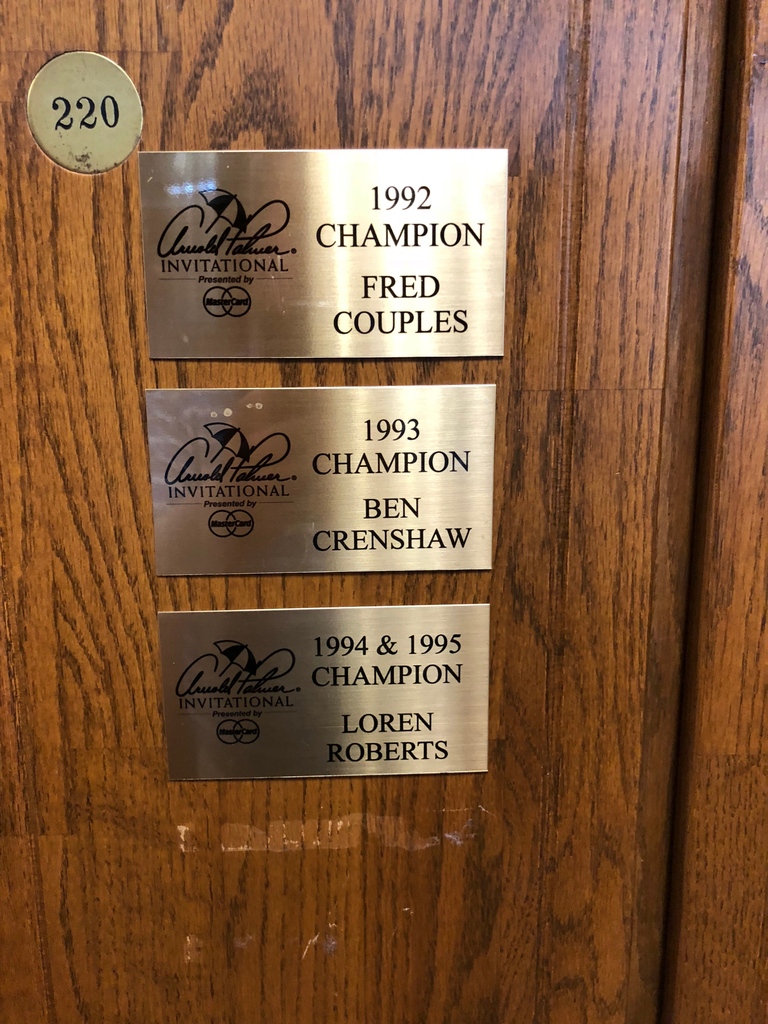 220
Arnold Palmer®
INVITATIONAL
Presented by
MasterCard
1992
CHAMPION
FRED
COUPLES
Arnold Palmer®
INVITATIONAL
Presented by
MasterCard
1993
CHAMPION
BEN
CRENSHAW
Arnold Palmer®
INVITATIONAL
Presented by
MasterCard
1994 & 1995
CHAMPION
LOREN
ROBERTS